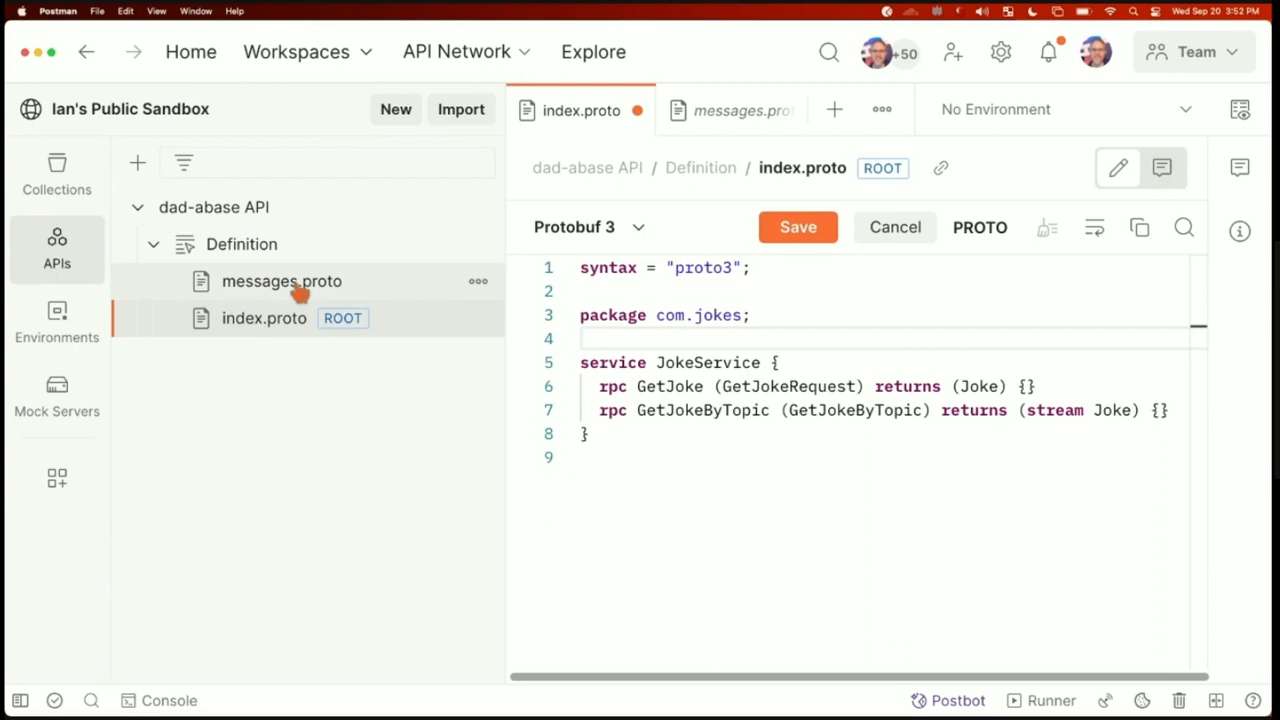 Postman File Edit View Window Help Wed Sep 20 3:52 PM
Home Workspaces API Network Explore +50 Team
Ian's Public Sandbox New Import
index.proto messages.prot No Environment
Collections
dad-abase API / Definition / index.proto ROOT
dad-abase API
APIs
Definition
Protobuf 3 Save Cancel PROTO
messages.proto
index.proto ROOT
Environments
Mock Servers
1 syntax = "proto3";
2
3 package com.jokes;
4
5 service JokeService {
6 rpc GetJoke (GetJokeRequest) returns (Joke) {}
7 rpc GetJokeByTopic (GetJokeByTopic) returns (stream Joke) {}
8 }
9
Console Postbot Runner